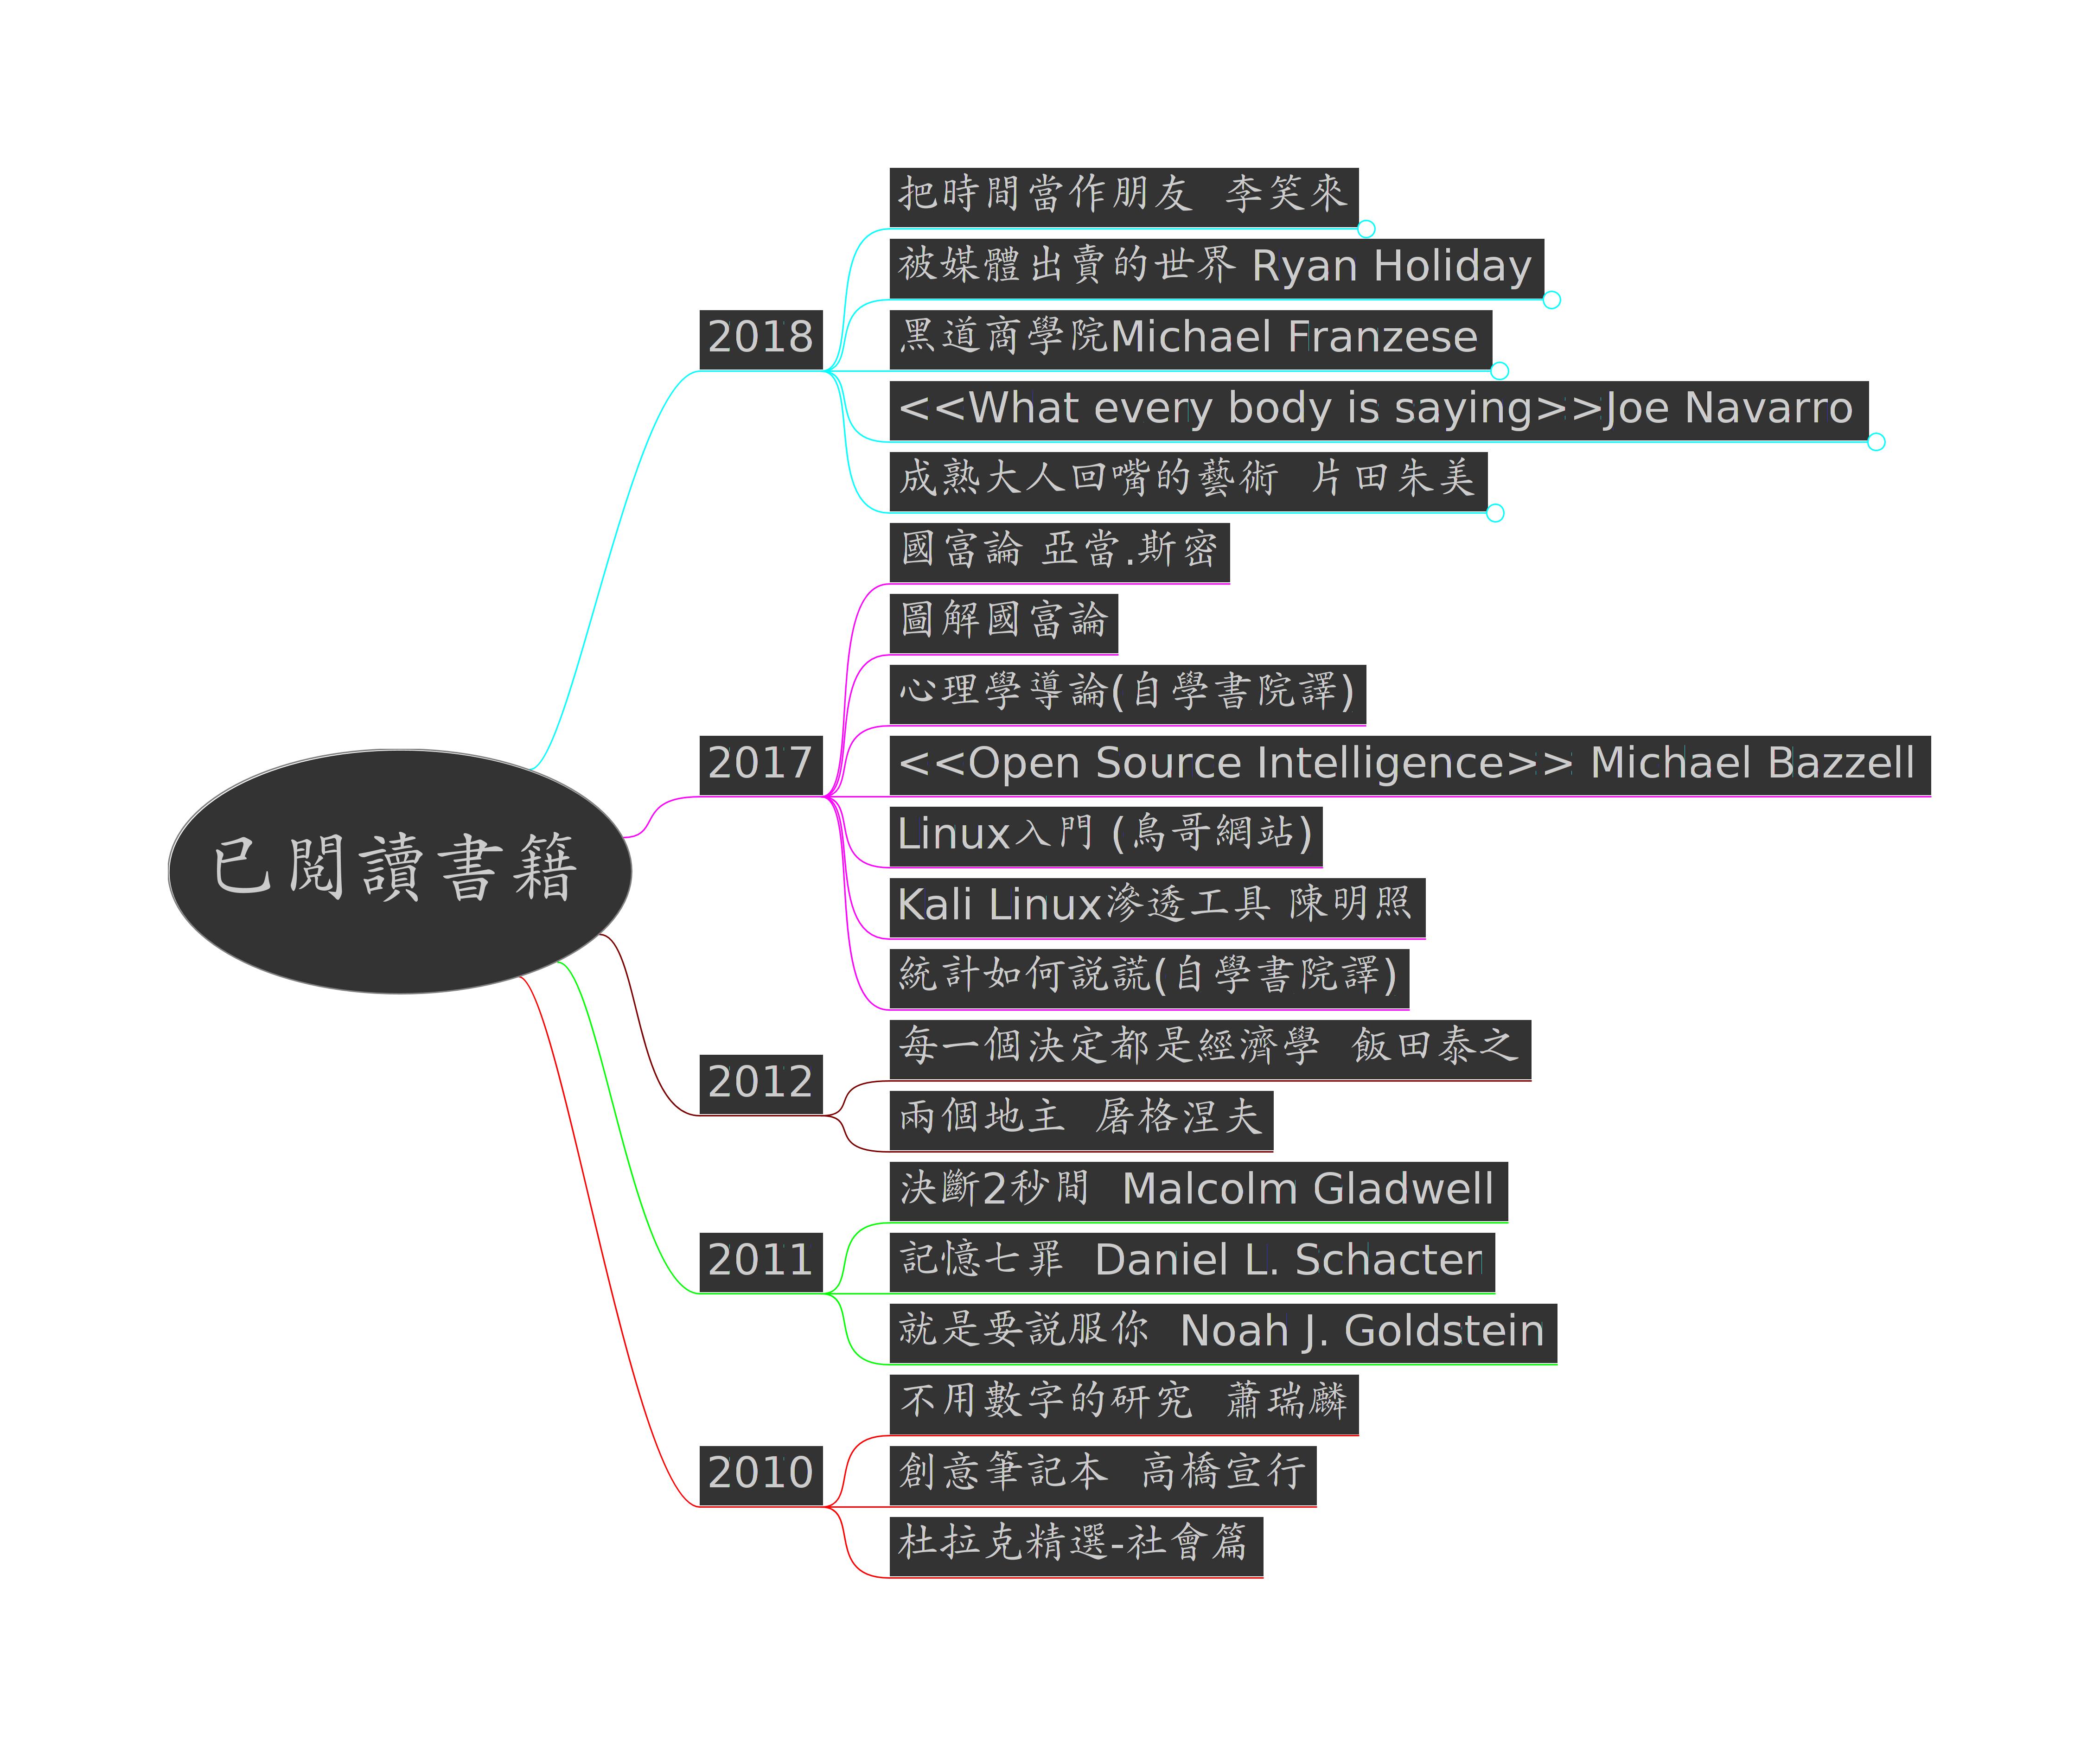 已閱讀書籍
2018
把時間當作朋友  李笑來
被媒體出賣的世界 Ryan Holiday
黑道商學院Michael Franzese
<<What every body is saying>>Joe Navarro
成熟大人回嘴的藝術  片田朱美
2017
國富論 亞當.斯密
圖解國富論
心理學導論(自學書院譯)
<<Open Source Intelligence>> Michael Bazzell
Linux入門 (鳥哥網站)
Kali Linux滲透工具 陳明照
統計如何說謊(自學書院譯)
2012
每一個決定都是經濟學  飯田泰之
兩個地主  屠格涅夫
2011
決斷2秒間  Malcolm Gladwell
記憶七罪  Daniel L. Schacter
就是要說服你  Noah J. Goldstein
2010
不用數字的研究  蕭瑞麟
創意筆記本  高橋宣行
杜拉克精選-社會篇